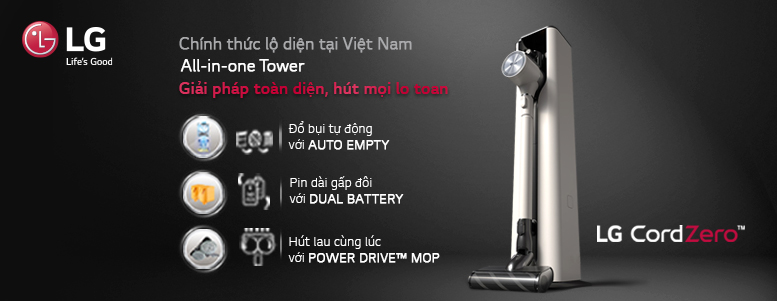 LG
Life's Good
Chính thức lộ diện tại Việt Nam
All-in-one Tower
Giải pháp toàn diện, hút mọi lo toan
Đổ bụi tự động
với AUTO EMPTY
Pin dài gấp đôi
với DUAL BATTERY
Hút lau cùng lúc
với POWER DRIVE™ MOP
LG CordZero™